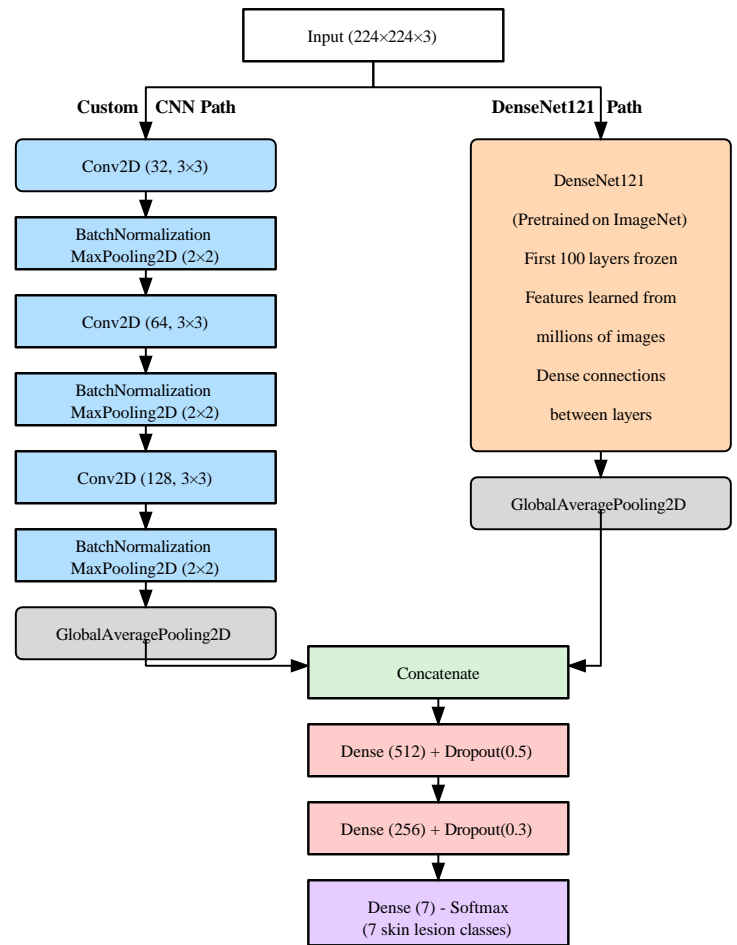 Input (224×224×3)
Custom CNN Path
DenseNet121 Path
Conv2D (32, 3×3)
BatchNormalization
MaxPooling2D (2×2)
Conv2D (64, 3×3)
BatchNormalization
MaxPooling2D (2×2)
Conv2D (128, 3×3)
BatchNormalization
MaxPooling2D (2×2)
GlobalAveragePooling2D
DenseNet121
(Pretrained on ImageNet)
First 100 layers frozen
Features learned from
millions of images
Dense connections
between layers
GlobalAveragePooling2D
Concatenate
Dense (512) + Dropout(0.5)
Dense (256) + Dropout(0.3)
Dense (7) - Softmax
(7 skin lesion classes)